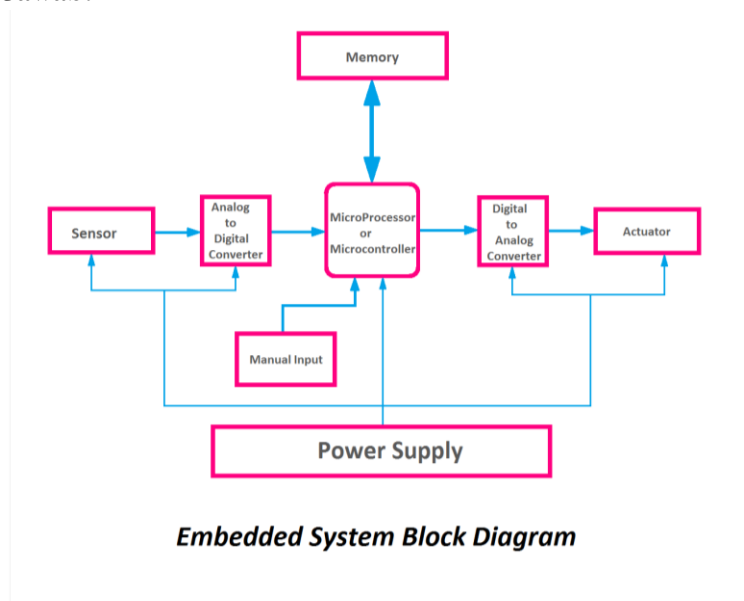 Memory
Sensor
Analog
to
Digital
Converter
MicroProcessor
or
Microcontroller
Digital
to
Analog
Converter
Actuator
Manual Input
Power Supply
Embedded System Block Diagram